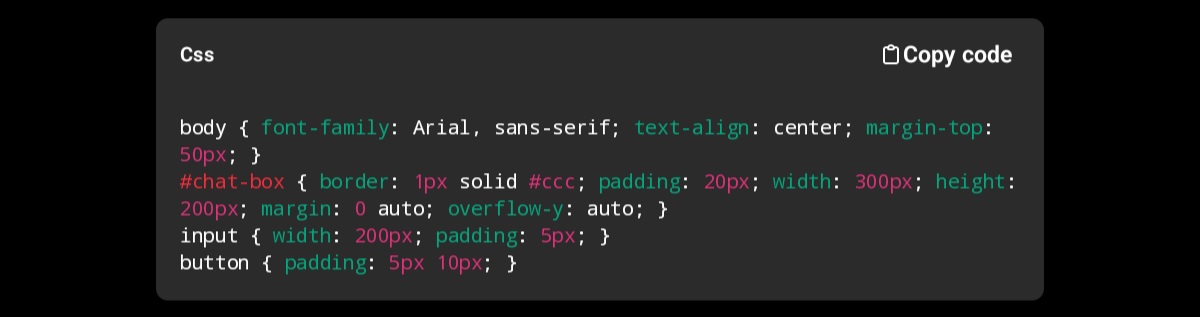 Css
Copy code
body { font-family: Arial, sans-serif; text-align: center; margin-top:
50px; }
#chat-box { border: 1px solid #ccc; padding: 20px; width: 300px; height:
200px; margin: 0 auto; overflow-y: auto; }
input { width: 200px; padding: 5px; }
button { padding: 5px 10px; }